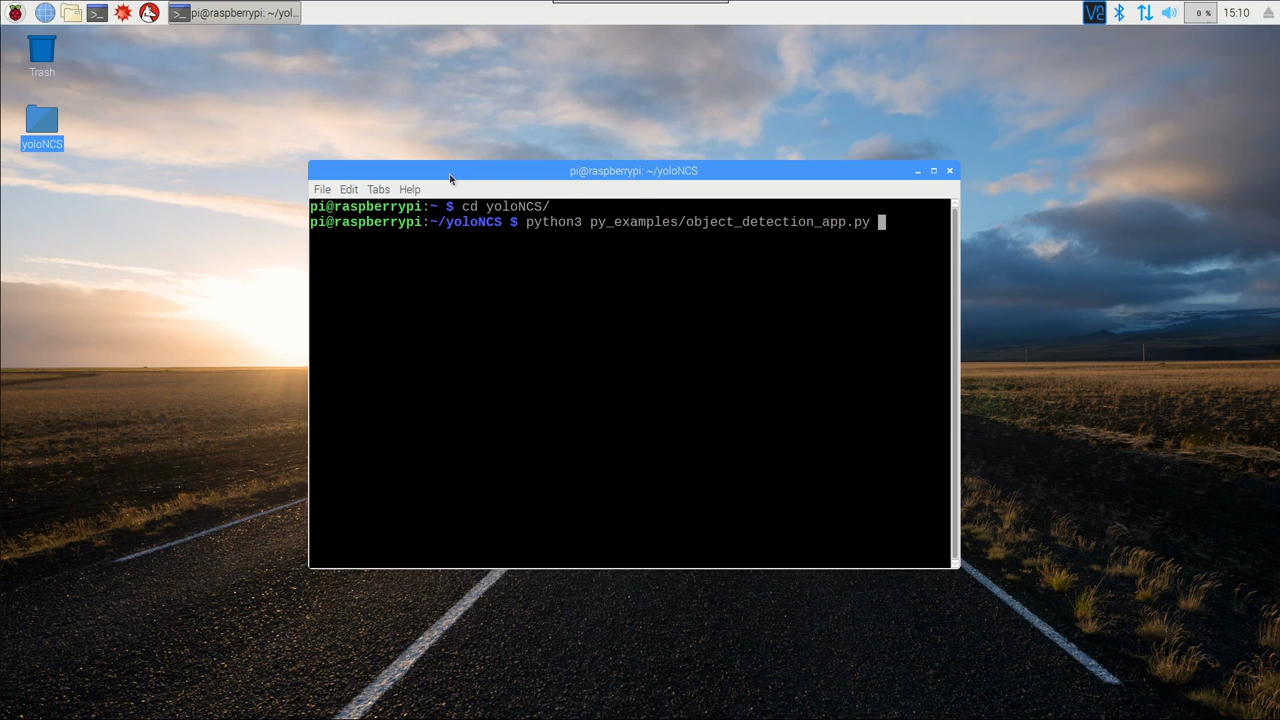 pi@raspberrypi: ~/yol...
0 %
15:10
Trash
yoloNCS
pi@raspberrypi: ~/yoloNCS
File Edit Tabs Help
pi@raspberrypi:~ $ cd yoloNCS/
pi@raspberrypi:~/yoloNCS $ python3 py_examples/object_detection_app.py